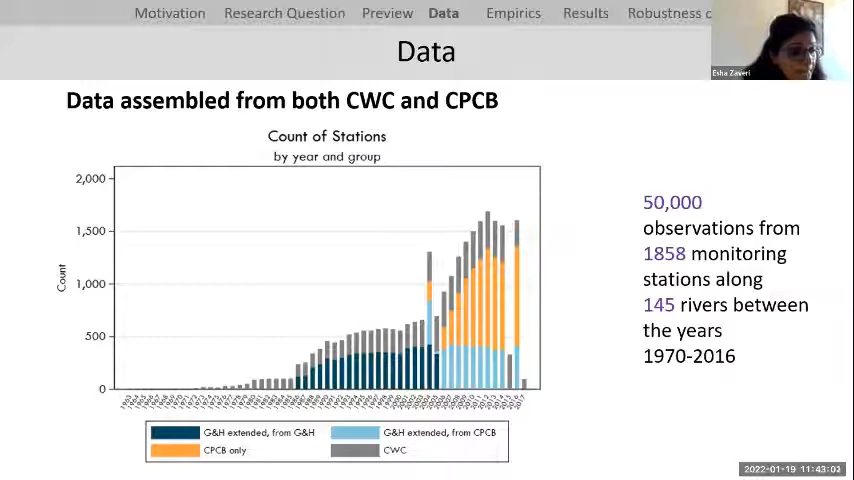 Motivation Research Question Preview Data Empirics Results Robustness c
Esha Zaveri
Data
Data assembled from both CWC and CPCB
Count of Stations
by year and group
2,000
1,500
1,000
500
0
Count
G&H extended, from G&H
G&H extended, from CPCB
CPCB only
CWC
50,000
observations from
1858 monitoring
stations along
145 rivers between
the years
1970-2016
2022-01-19 11:43:03